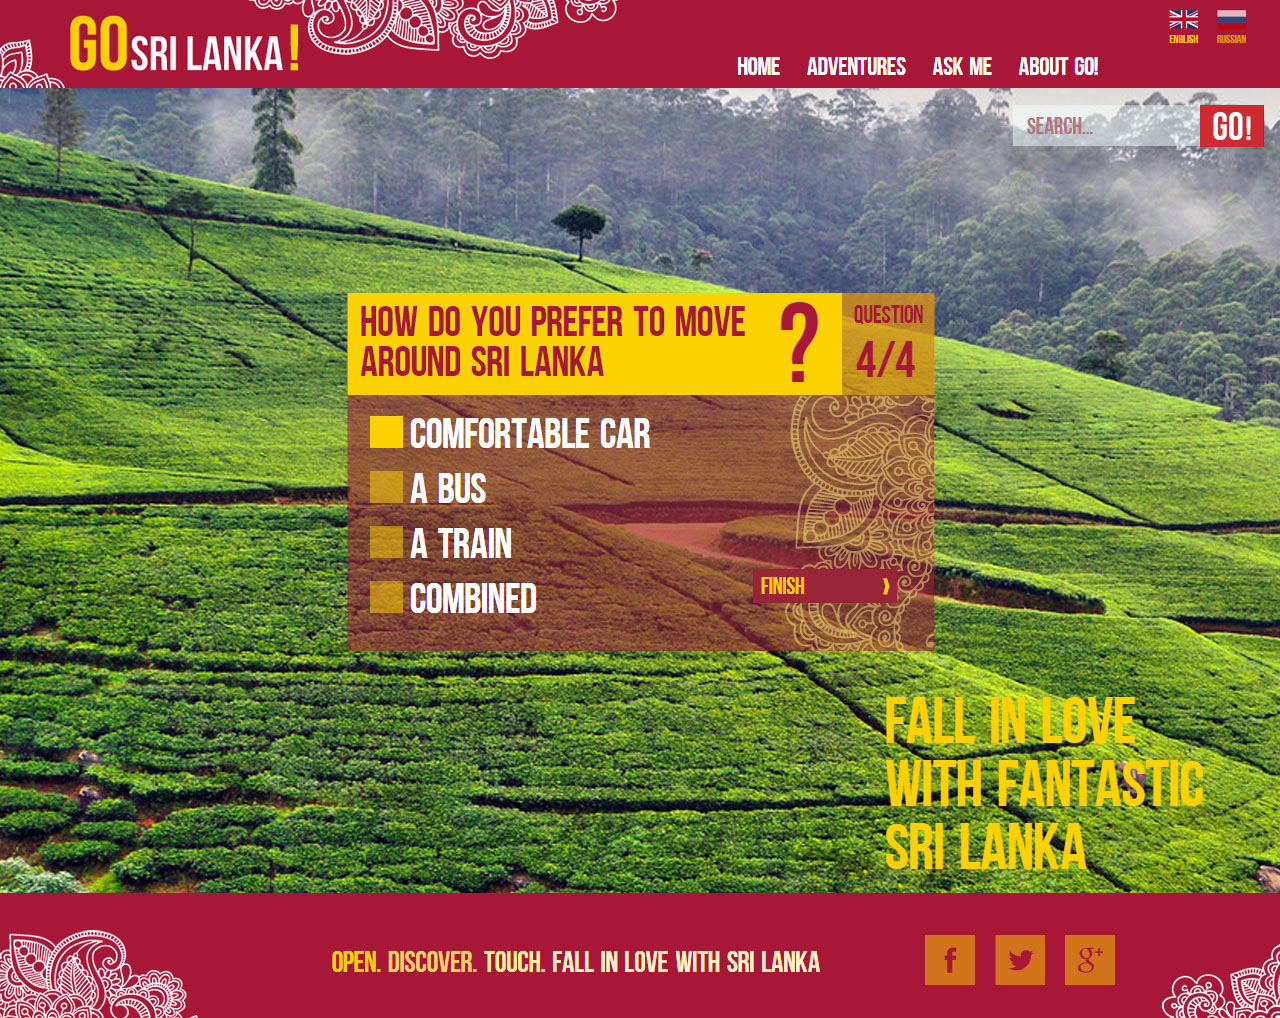 GO SRI LANKA!
ENGLISH
RUSSIAN
HOME ADVENTURES ASK ME ABOUT GO!
SEARCH...
GO!
HOW DO YOU PREFER TO MOVE
AROUND SRI LANKA
?
QUESTION
4/4
COMFORTABLE CAR
A BUS
A TRAIN
COMBINED
FINISH
FALL IN LOVE
WITH FANTASTIC
SRI LANKA
OPEN. DISCOVER. TOUCH. FALL IN LOVE WITH SRI LANKA
f
g+